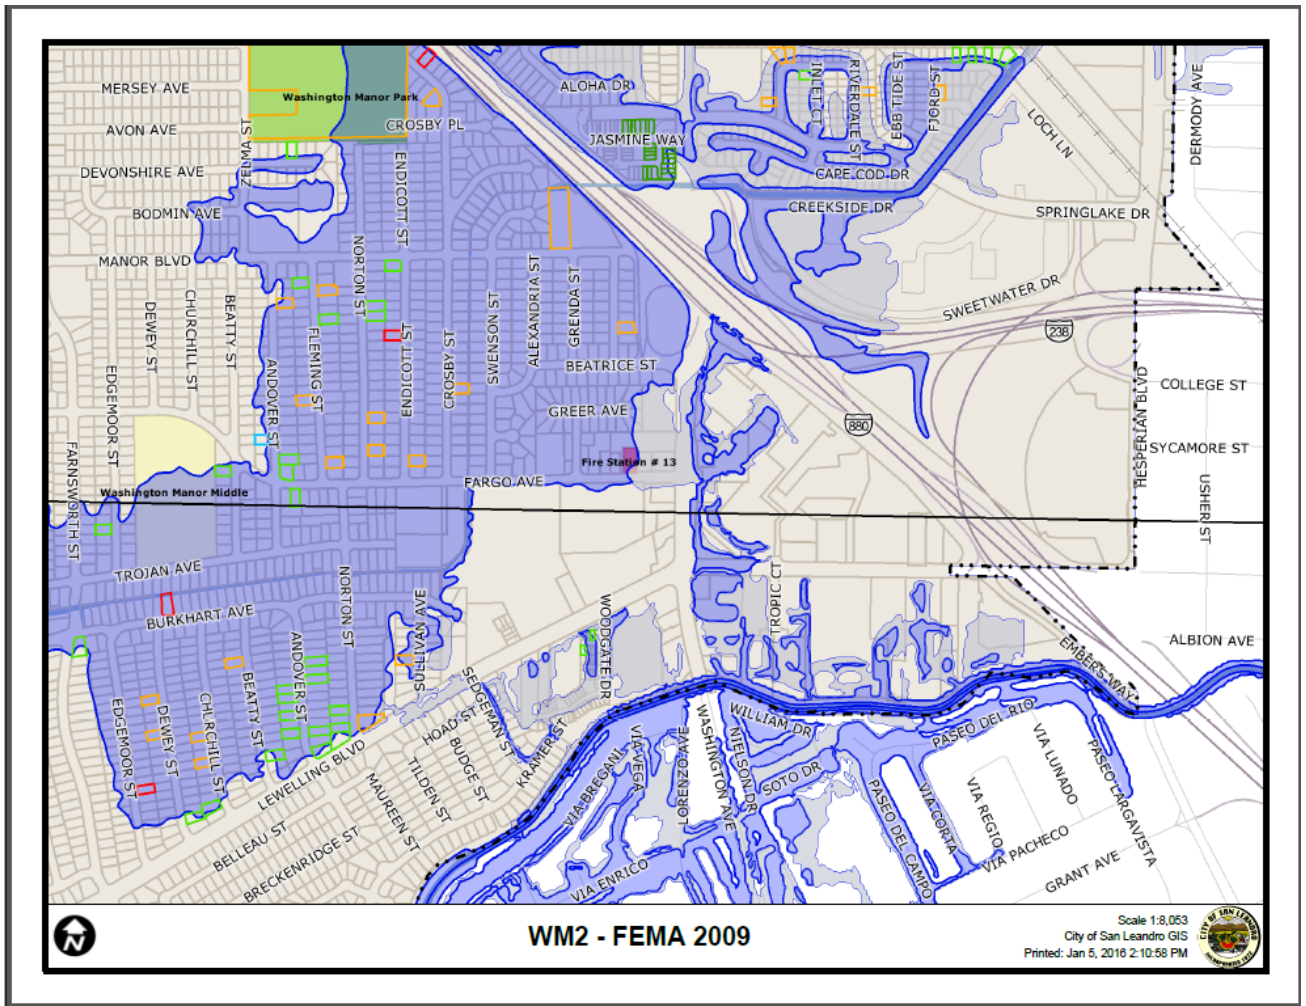 MERSEY AVE
Washington Manor Park
AVON AVE
CROSBY PL
ZELMA ST
DEVONSHIRE AVE
BODMIN AVE
MANOR BLVD
ENDICOTT ST
NORTON ST
ALOHA DR
JASMINE WAY
INLET CT
RIVERDALE ST
EBB TIDE ST
FJORD ST
CAPE COD DR
CREEKSIDE DR
LOCH LN
DERMODY AVE
SPRINGLAKE DR
SWEETWATER DR
238
880
DEWEY ST
CHURCHILL ST
BEATTY ST
EDGEMOOR ST
FARNSWORTH ST
ANDOVER ST
FLEMING ST
ENDICOTT ST
CROSBY ST
SWENSON ST
ALEXANDRIA ST
GRENDA ST
BEATRICE ST
GREER AVE
Fire Station # 13
FARGO AVE
Washington Manor Middle
HESPERIAN BLVD
COLLEGE ST
SYCAMORE ST
USHER ST
ALBION AVE
EMBERS WAY
TROJAN AVE
BURKHART AVE
NORTON ST
SULLIVAN AVE
ANDOVER ST
BEATTY ST
CHURCHILL ST
DEWEY ST
EDGEMOOR ST
WOODGATE DR
TROPIC CT
SEDGEMAN ST
HOAD ST
BUDGE ST
KRAMER ST
TILDEN ST
MAUREEN ST
LEWELLING BLVD
BELLEAU ST
BRECKENRIDGE ST
VIA BREGANI
VIA VEGA
LORENZO AVE
WASHINGTON AVE
NIELSON DR
WILLIAM DR
SOTO DR
PASEO DEL CAMPO
VIA CORTA
PASEO DEL RIO
VIA REGIO
VIA LUNADO
PASEO LARGAVISTA
VIA PACHECO
GRANT AVE
VIA ENRICO
N
WM2 - FEMA 2009
Scale 1:8,053
City of San Leandro GIS
Printed: Jan 5, 2016 2:10:58 PM
CITY OF SAN LEANDRO